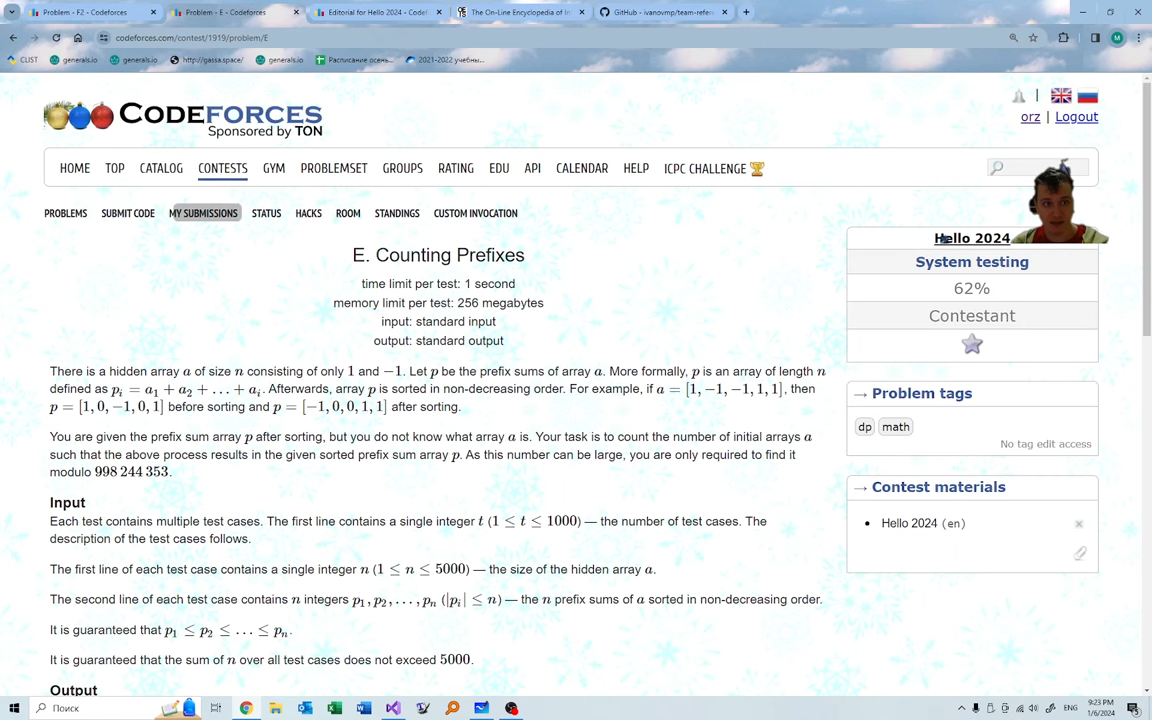 Problem - F2 - Codeforces
Problem - E - Codeforces
Editorial for Hello 2024 - Codef
The On-Line Encyclopedia of In
GitHub - ivanovmp/team-refer
codeforces.com/contest/1919/problem/E
CLIST
generals.io
generals.io
http://gassa.space/
generals.io
Расписание осень...
2021-2022 учебны...
CODEFORCES
Sponsored by TON
orz | Logout
HOME TOP CATALOG CONTESTS GYM PROBLEMSET GROUPS RATING EDU API CALENDAR HELP ICPC CHALLENGE
PROBLEMS SUBMIT CODE MY SUBMISSIONS STATUS HACKS ROOM STANDINGS CUSTOM INVOCATION
E. Counting Prefixes
time limit per test: 1 second
memory limit per test: 256 megabytes
input: standard input
output: standard output
There is a hidden array a of size n consisting of only 1 and −1. Let p be the prefix sums of array a. More formally, p is an array of length n
defined as p_i = a_1 + a_2 + … + a_i. Afterwards, array p is sorted in non-decreasing order. For example, if a = [1, −1, −1, 1, 1], then
p = [1, 0, −1, 0, 1] before sorting and p = [−1, 0, 0, 1, 1] after sorting.
You are given the prefix sum array p after sorting, but you do not know what array a is. Your task is to count the number of initial arrays a
such that the above process results in the given sorted prefix sum array p. As this number can be large, you are only required to find it
modulo 998 244 353.
Input
Each test contains multiple test cases. The first line contains a single integer t (1 ≤ t ≤ 1000) — the number of test cases. The
description of the test cases follows.
The first line of each test case contains a single integer n (1 ≤ n ≤ 5000) — the size of the hidden array a.
The second line of each test case contains n integers p_1, p_2, …, p_n (|p_i| ≤ n) — the n prefix sums of a sorted in non-decreasing order.
It is guaranteed that p_1 ≤ p_2 ≤ … ≤ p_n.
It is guaranteed that the sum of n over all test cases does not exceed 5000.
Output
Hello 2024
System testing
62%
Contestant
→ Problem tags
dp math
No tag edit access
→ Contest materials
Hello 2024 (en)
Поиск
ENG
9:23 PM
1/6/2024